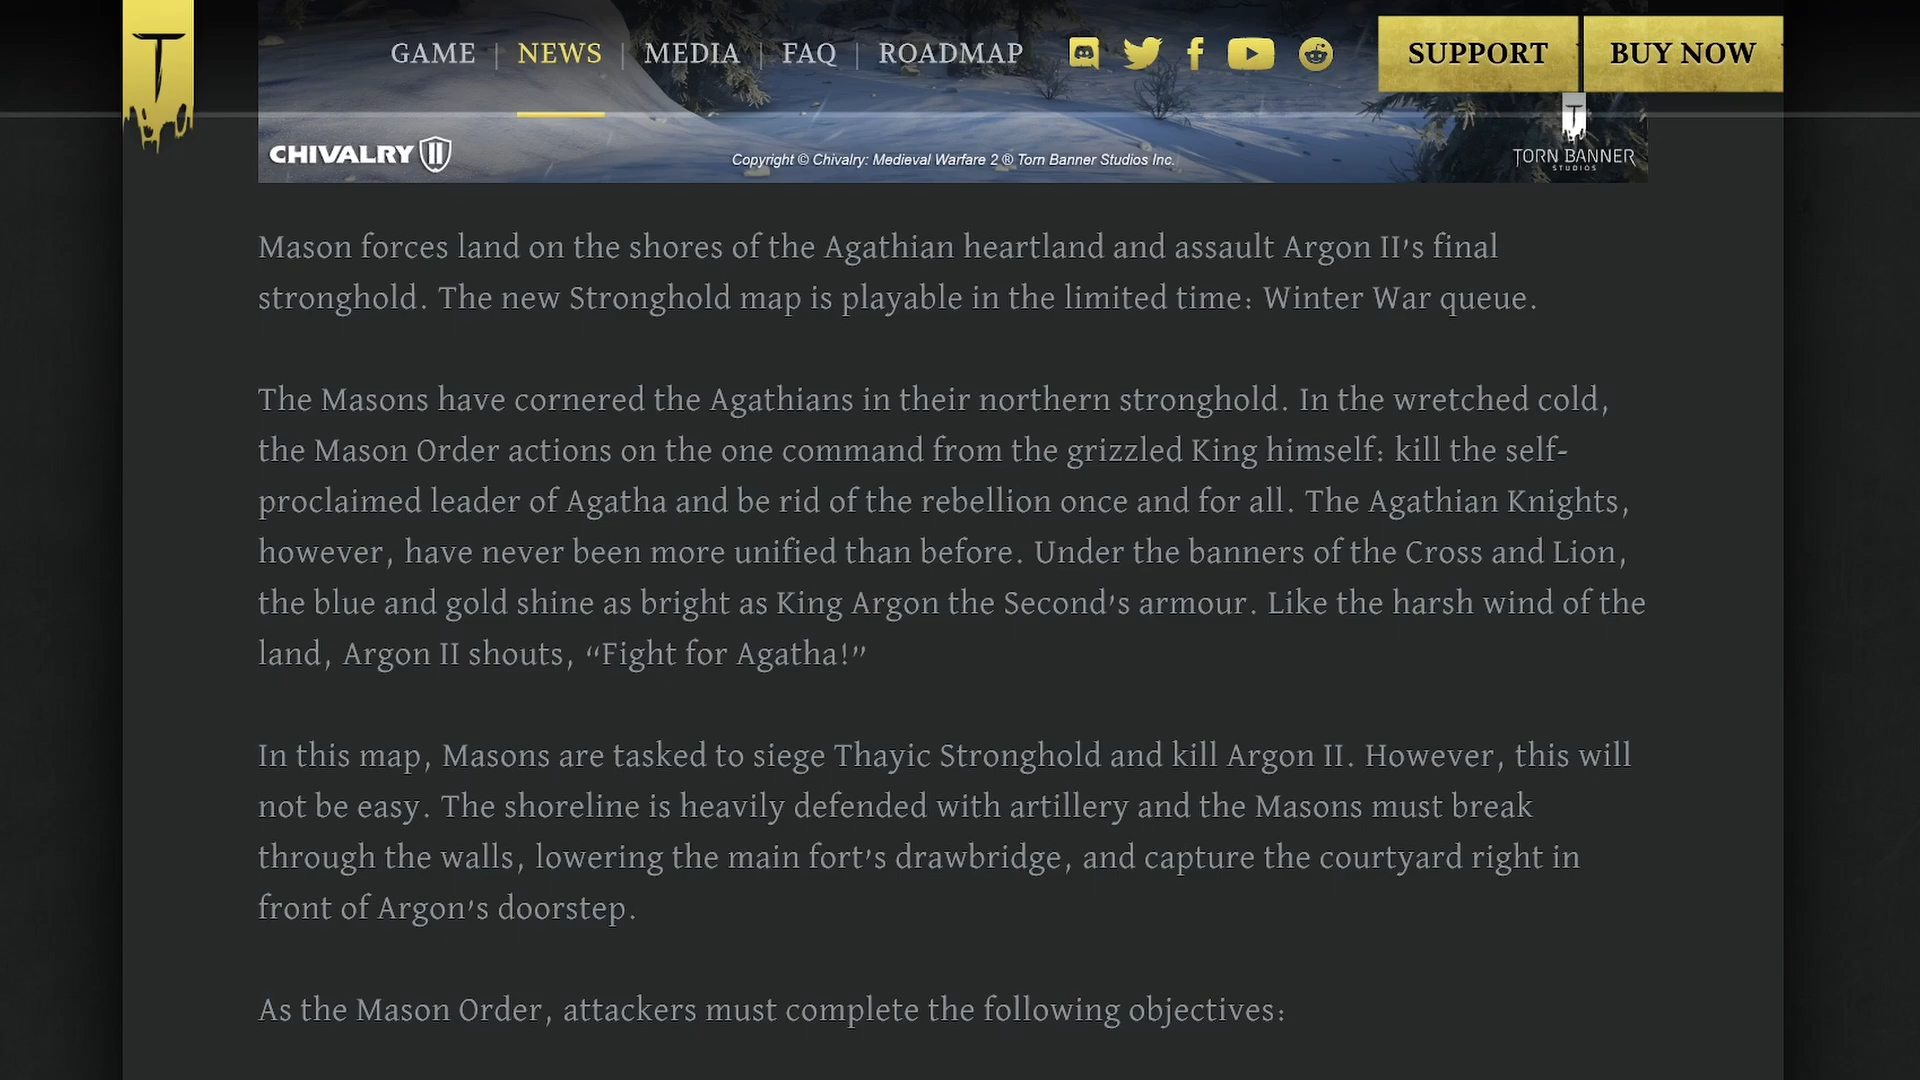 GAME | NEWS | MEDIA | FAQ | ROADMAP SUPPORT BUY NOW
CHIVALRY II
Copyright © Chivalry: Medieval Warfare 2 ® Torn Banner Studios Inc.
TORN BANNER
STUDIOS
Mason forces land on the shores of the Agathian heartland and assault Argon II's final
stronghold. The new Stronghold map is playable in the limited time: Winter War queue.
The Masons have cornered the Agathians in their northern stronghold. In the wretched cold,
the Mason Order actions on the one command from the grizzled King himself: kill the self-
proclaimed leader of Agatha and be rid of the rebellion once and for all. The Agathian Knights,
however, have never been more unified than before. Under the banners of the Cross and Lion,
the blue and gold shine as bright as King Argon the Second's armour. Like the harsh wind of the
land, Argon II shouts, “Fight for Agatha!”
In this map, Masons are tasked to siege Thayic Stronghold and kill Argon II. However, this will
not be easy. The shoreline is heavily defended with artillery and the Masons must break
through the walls, lowering the main fort's drawbridge, and capture the courtyard right in
front of Argon's doorstep.
As the Mason Order, attackers must complete the following objectives: